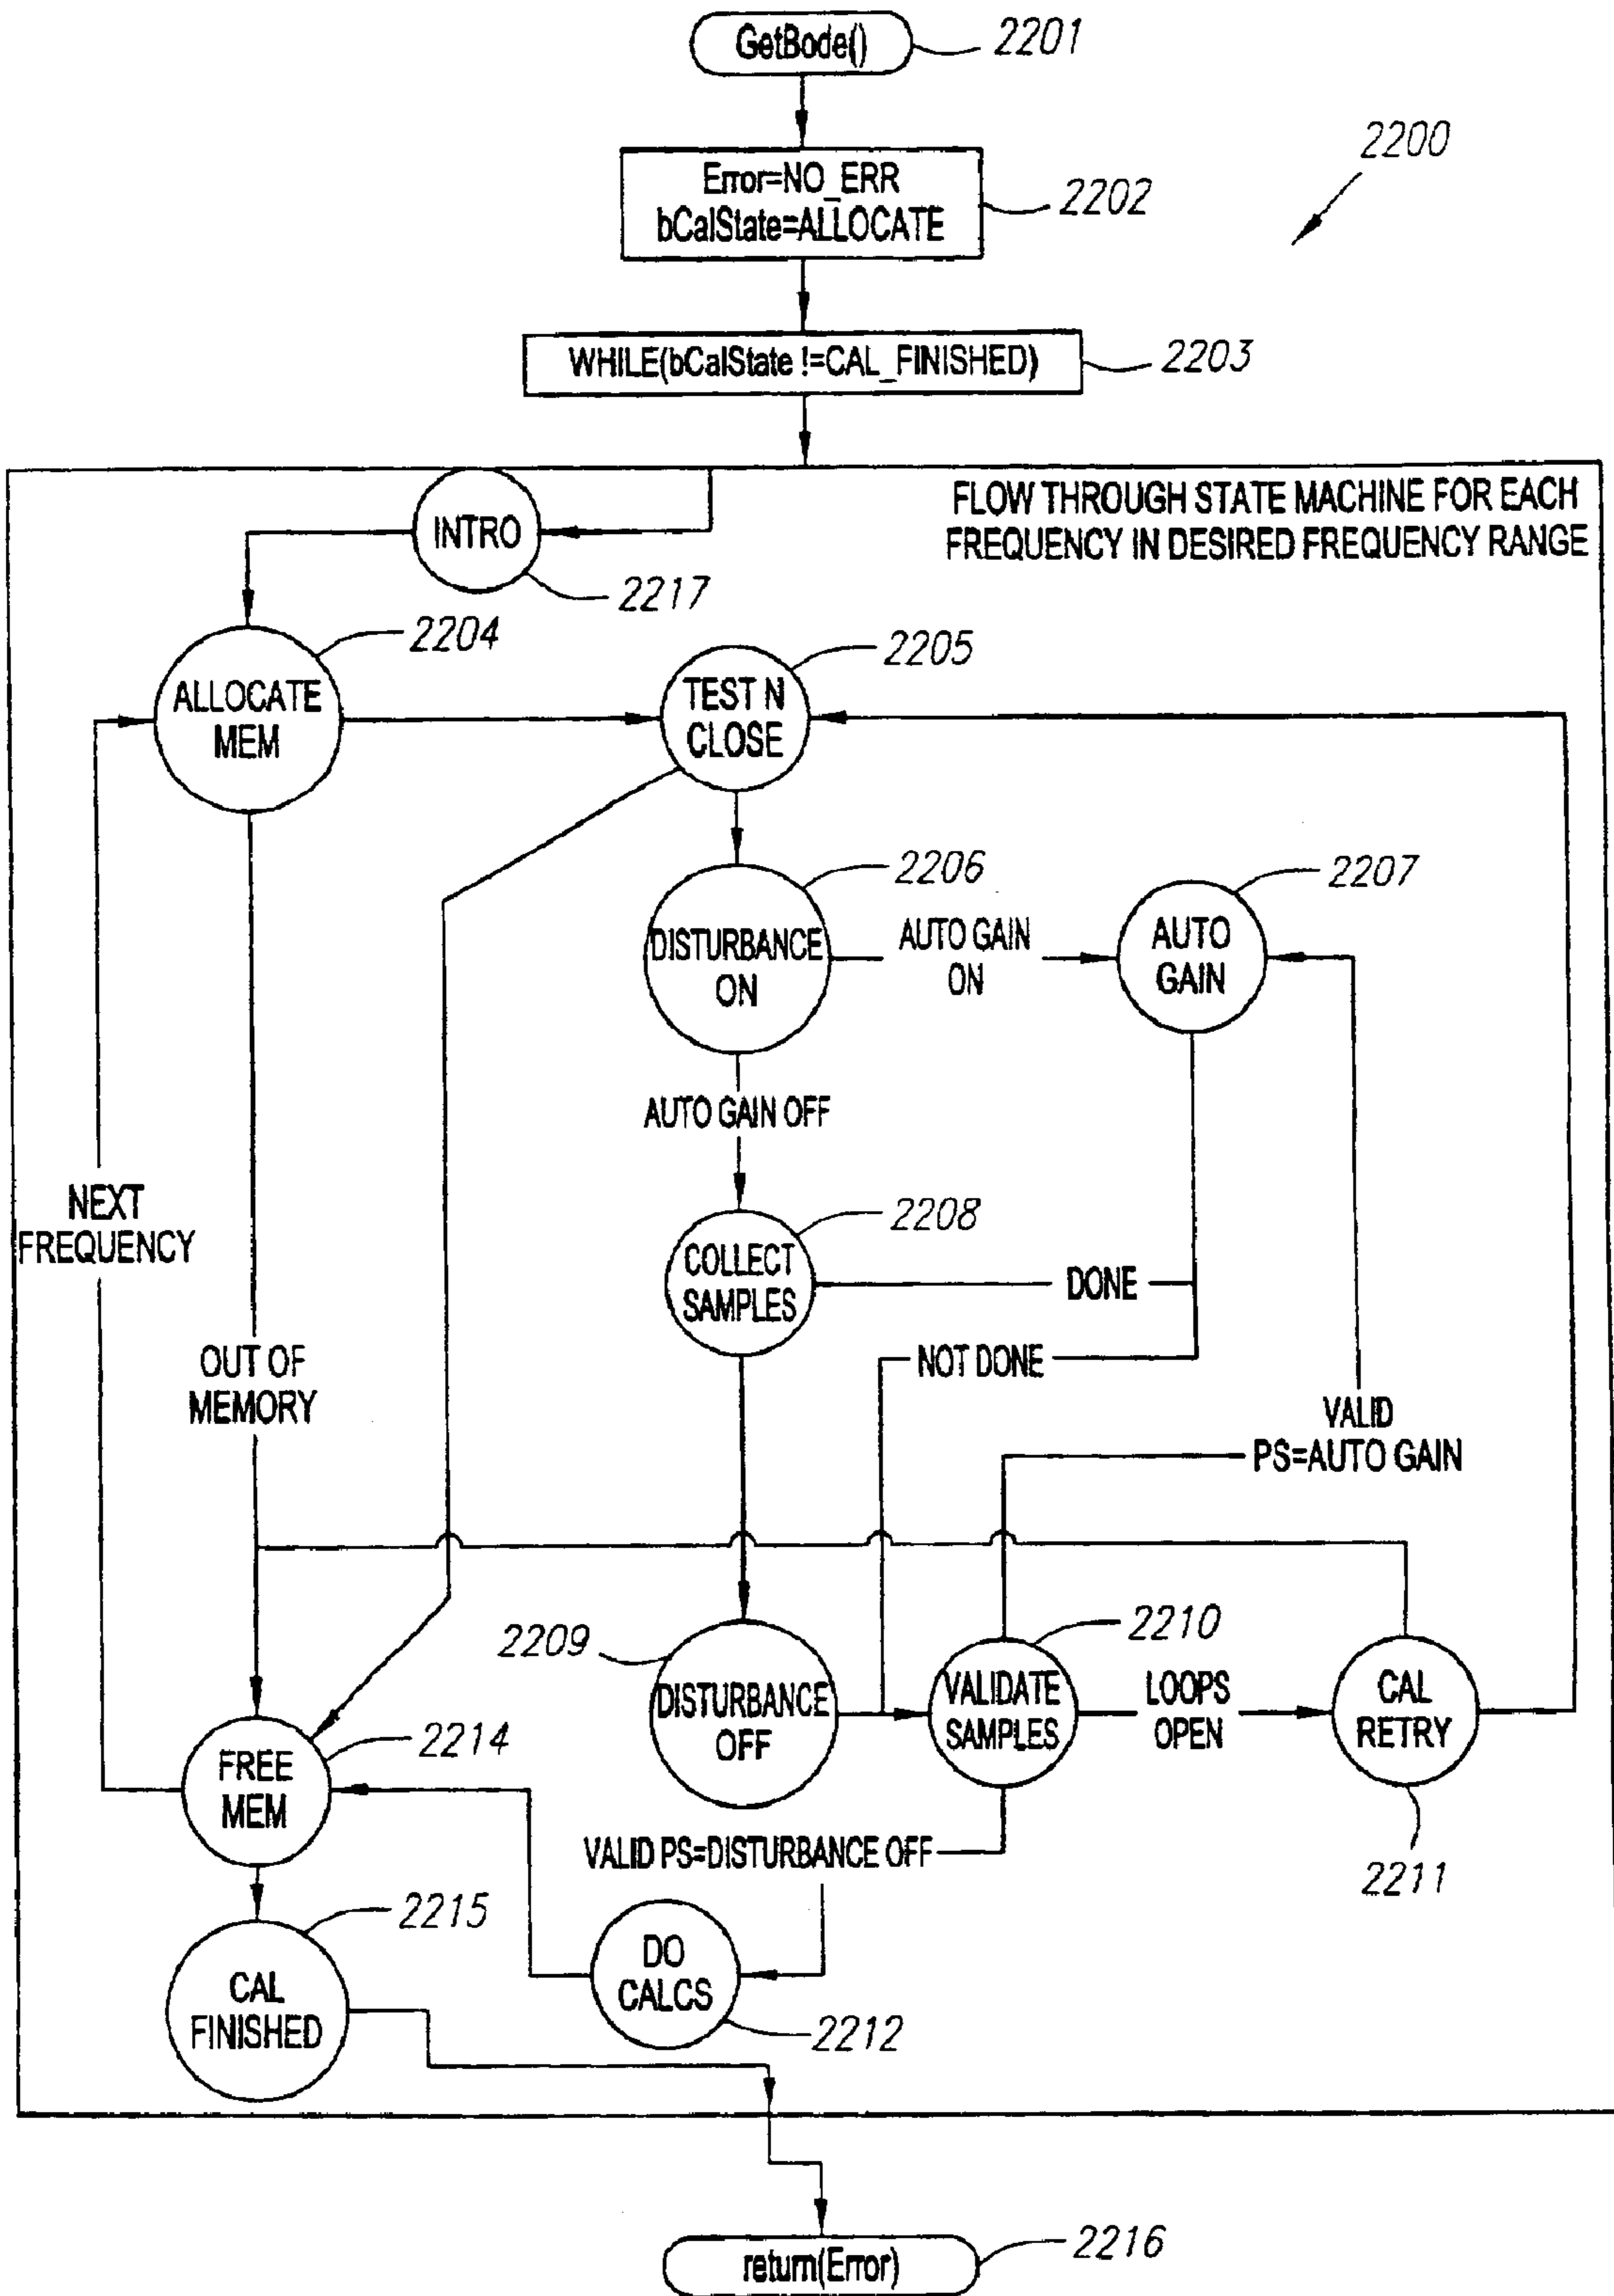 GetBode()
2201
2200
Error=NO_ERR
bCalState=ALLOCATE
2202
WHILE(bCalState !=CAL_FINISHED)
2203
FLOW THROUGH STATE MACHINE FOR EACH
FREQUENCY IN DESIRED FREQUENCY RANGE
INTRO
2217
2204
ALLOCATE
MEM
2205
TEST N
CLOSE
2206
DISTURBANCE
ON
AUTO GAIN
ON
2207
AUTO
GAIN
AUTO GAIN OFF
NEXT
FREQUENCY
2208
COLLECT
SAMPLES
DONE
OUT OF
MEMORY
NOT DONE
VALID
PS=AUTO GAIN
2209
DISTURBANCE
OFF
2210
VALIDATE
SAMPLES
LOOPS
OPEN
CAL
RETRY
2211
2214
FREE
MEM
VALID PS=DISTURBANCE OFF
2215
CAL
FINISHED
DO
CALCS
2212
return(Error)
2216